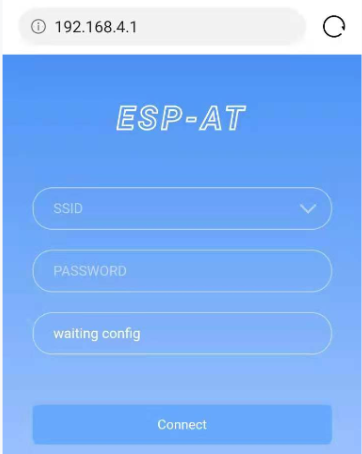 192.168.4.1
ESP-AT
SSID
PASSWORD
waiting config
Connect